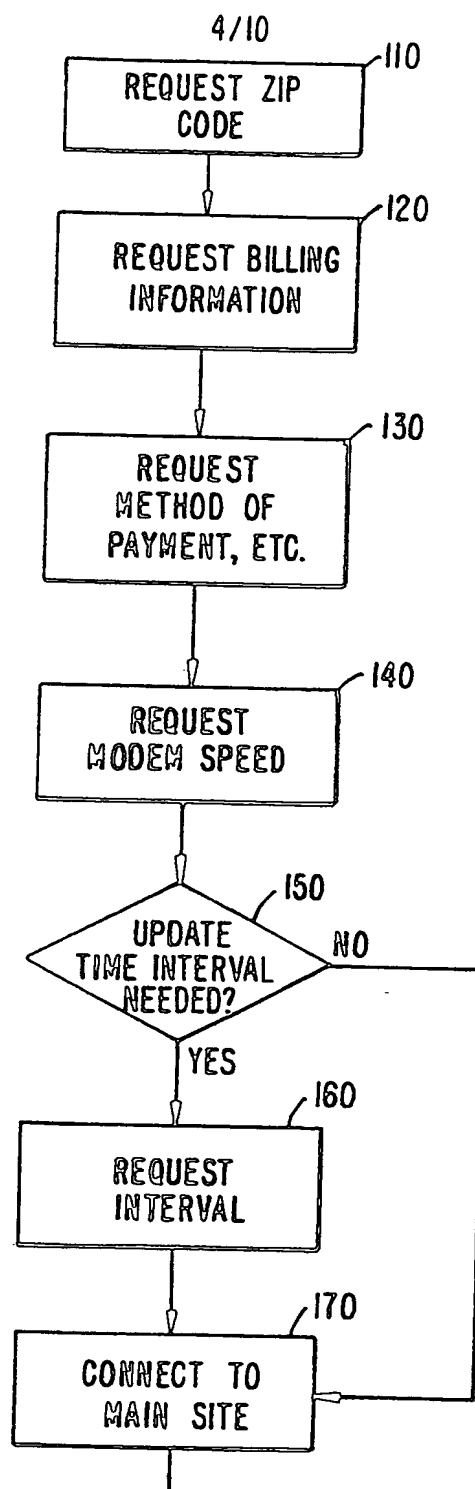 4/10
110
REQUEST ZIP
CODE
120
REQUEST BILLING
INFORMATION
130
REQUEST
METHOD OF
PAYMENT, ETC.
140
REQUEST
MODEM SPEED
150
UPDATE
TIME INTERVAL
NEEDED?
NO
YES
160
REQUEST
INTERVAL
170
CONNECT TO
MAIN SITE